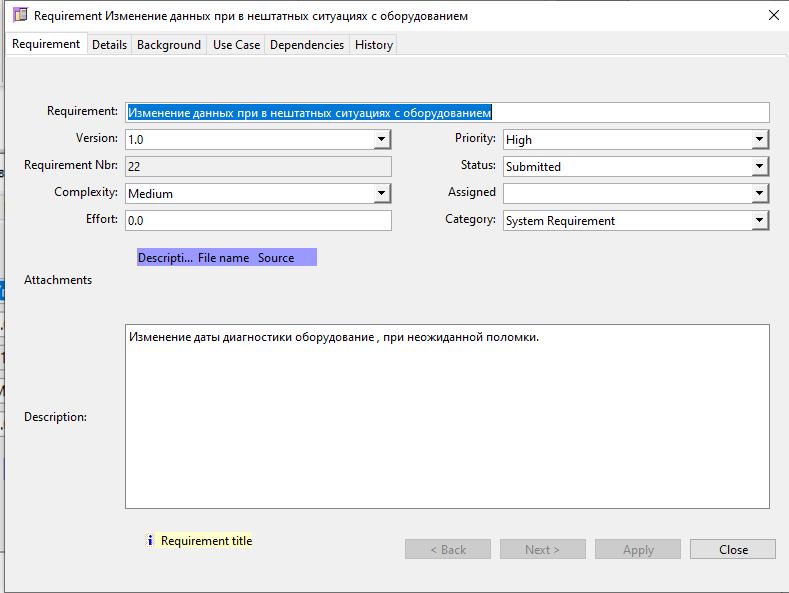 Requirement Изменение данных при в нештатных ситуациях с оборудованием
Requirement Details Background Use Case Dependencies History
Requirement: Изменение данных при в нештатных ситуациях с оборудованием
Version: 1.0 Priority: High
Requirement Nbr: 22 Status: Submitted
Complexity: Medium Assigned
Effort: 0.0 Category: System Requirement
Descripti... File name Source
Attachments
Изменение даты диагностики оборудование , при неожиданной поломки.
Description:
Requirement title
< Back Next > Apply Close